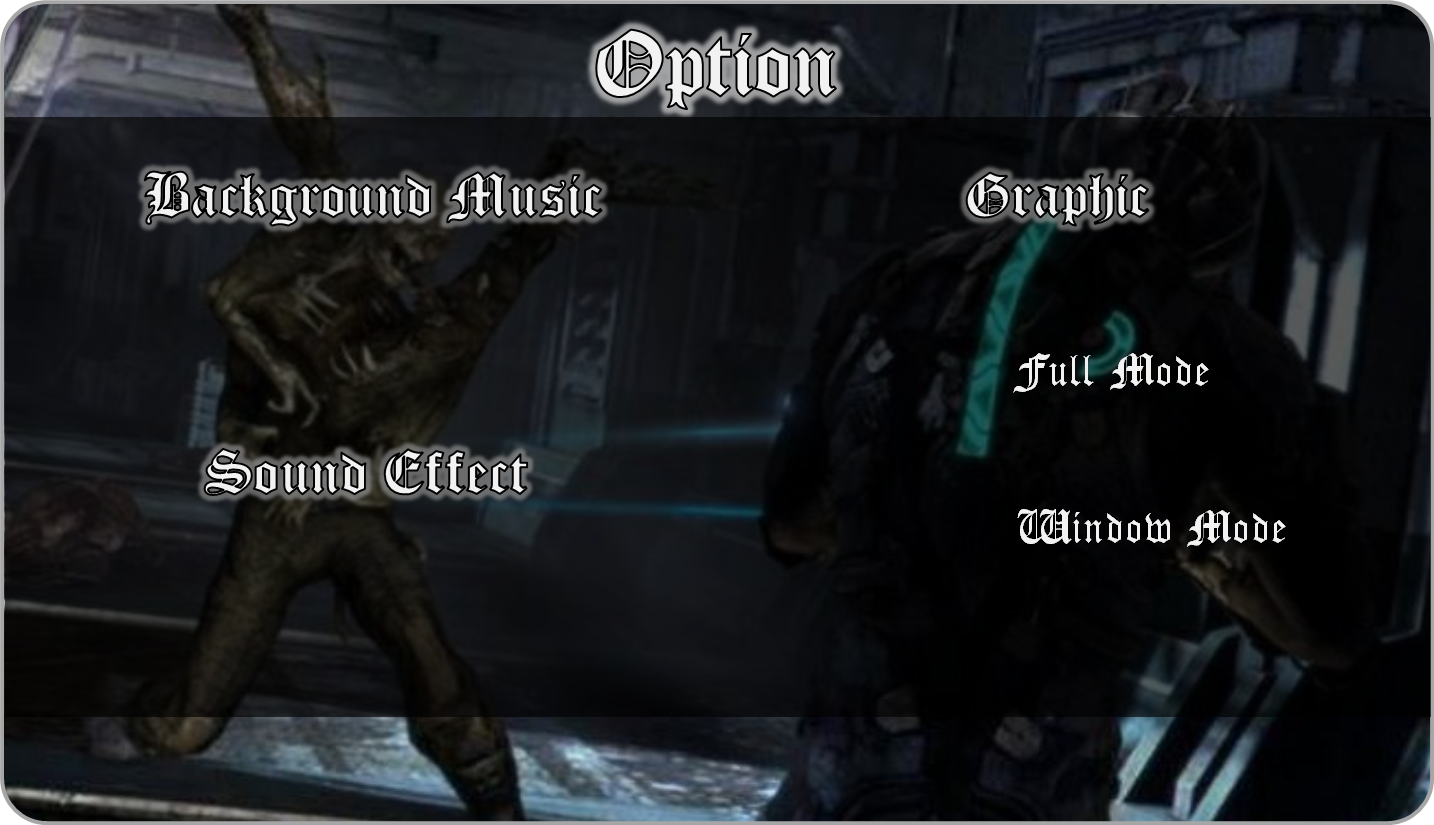 Option
Background Music
Graphic
Full Mode
Sound Effect
Window Mode